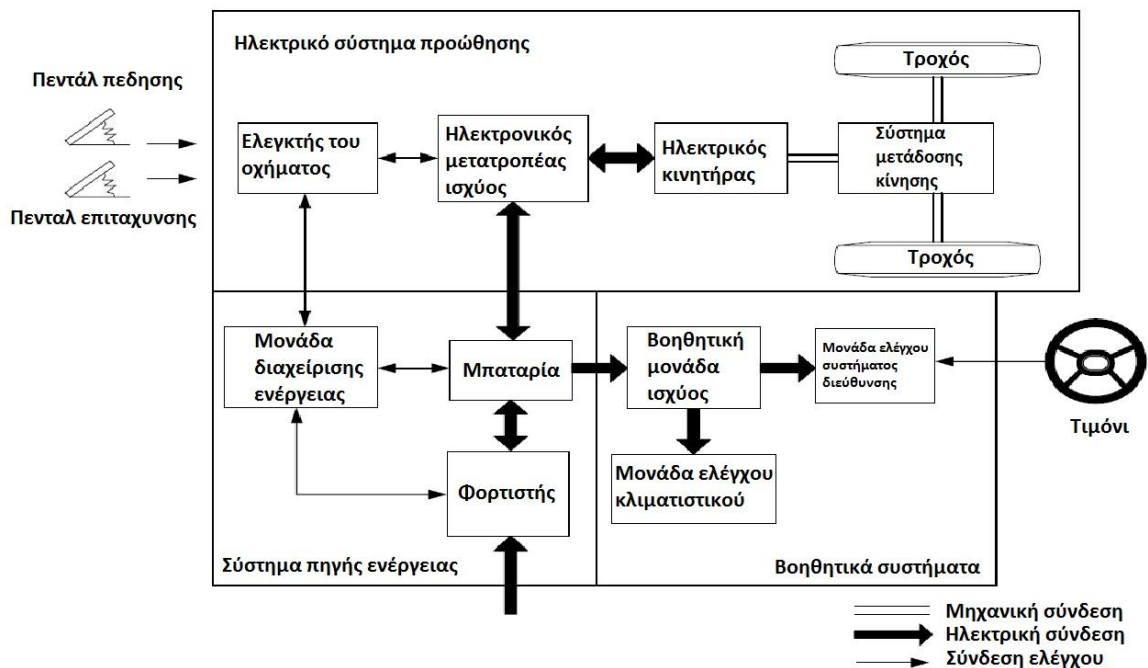 Ηλεκτρικό σύστημα προώθησης
Πεντάλ πέδησης
Πενταλ επιταχυνσης
Ελεγκτής του
οχήματος
Ηλεκτρονικός
μετατροπέας
ισχύος
Ηλεκτρικός
κινητήρας
Τροχός
Σύστημα
μετάδοσης
κίνησης
Τροχός
Μονάδα
διαχείρισης
ενέργειας
Μπαταρία
Φορτιστής
Σύστημα πηγής ενέργειας
Βοηθητική
μονάδα
ισχύος
Μονάδα ελέγχου
συστήματος
διεύθυνσης
Μονάδα ελέγχου
κλιματιστικού
Βοηθητικά συστήματα
Τιμόνι
Μηχανική σύνδεση
Ηλεκτρική σύνδεση
Σύνδεση ελέγχου